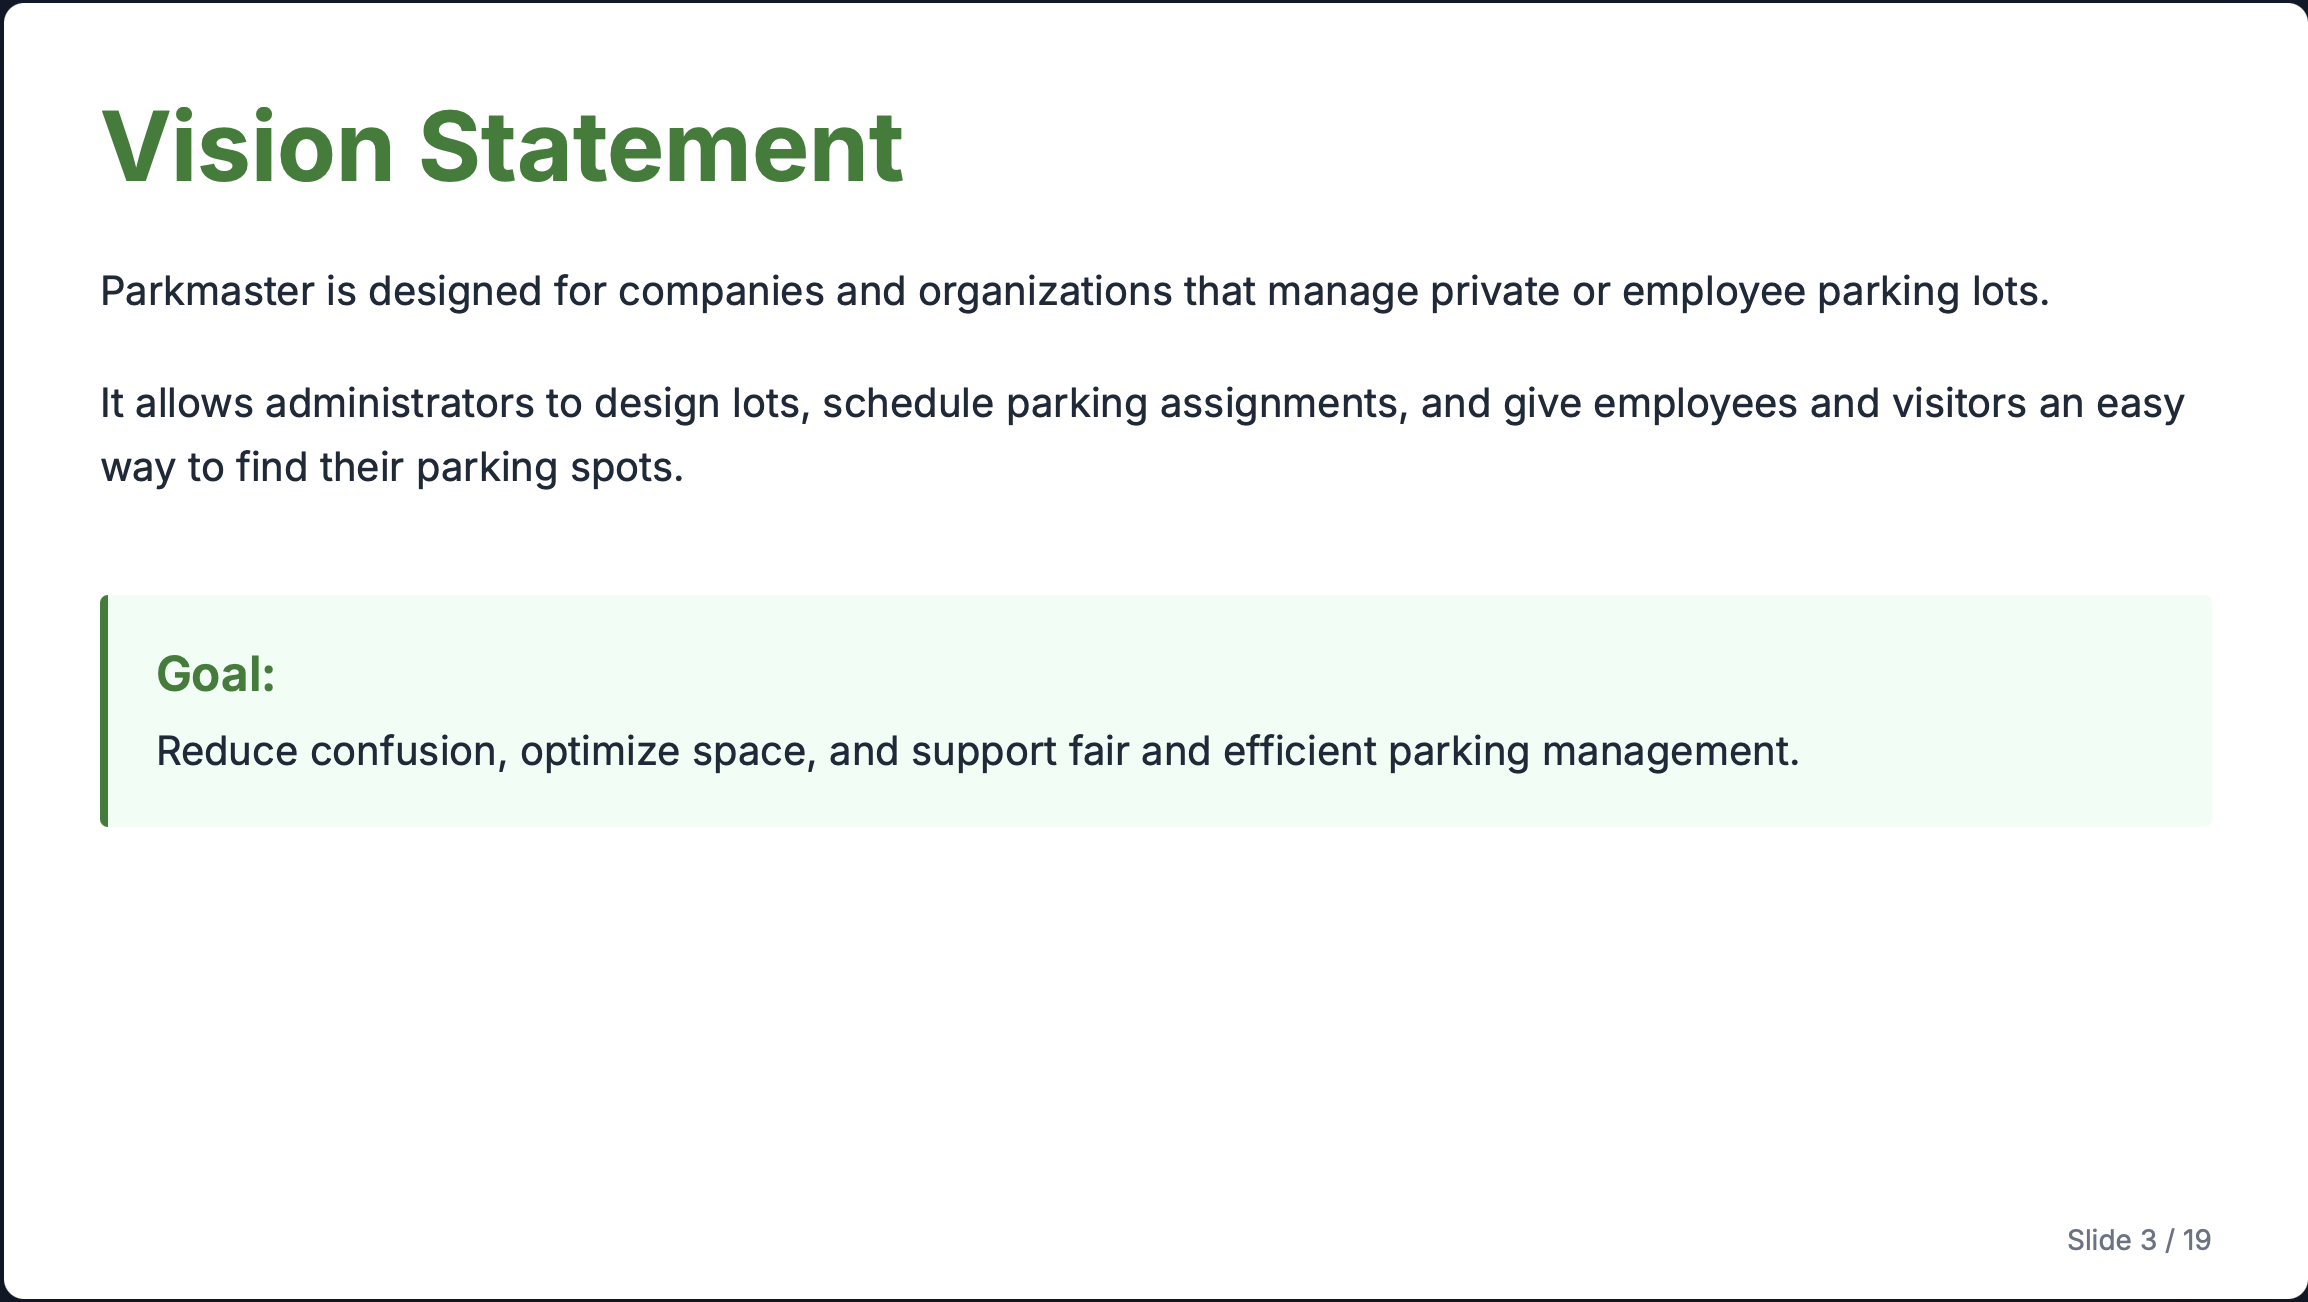 Vision Statement
Parkmaster is designed for companies and organizations that manage private or employee parking lots.
It allows administrators to design lots, schedule parking assignments, and give employees and visitors an easy
way to find their parking spots.
Goal:
Reduce confusion, optimize space, and support fair and efficient parking management.
Slide 3 / 19